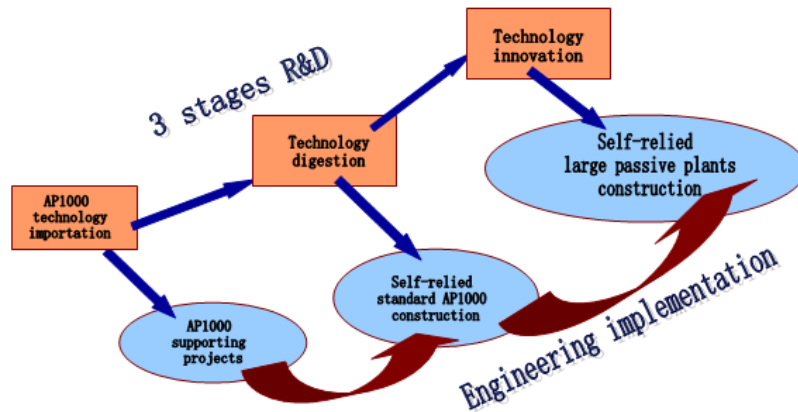 Technology
innovation
3 stages R&D
Technology
digestion
Self-relied
large passive plants
construction
AP1000
technology
importation
Self-relied
standard AP1000
construction
AP1000
supporting
projects
Engineering implementation